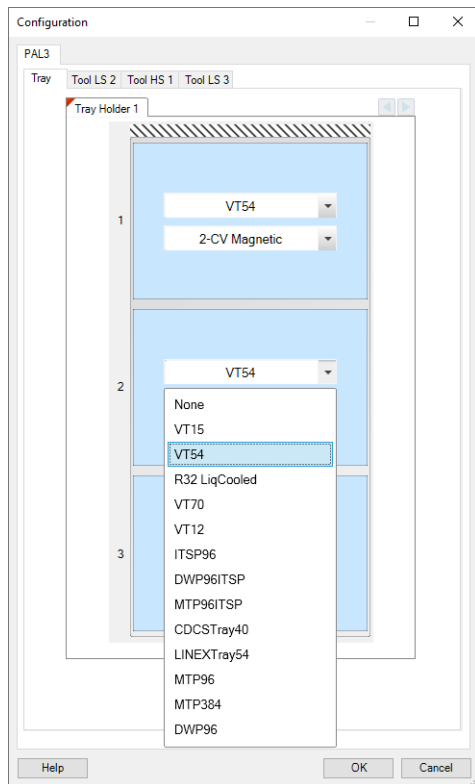 Configuration
PAL3
Tray Tool LS 2 Tool HS 1 Tool LS 3
Tray Holder 1
1
VT54
2-CV Magnetic
2
VT54
None
VT15
VT54
R32 LiqCooled
VT70
VT12
ITSP96
3
DWP96ITSP
MTP96ITSP
CDCSTray40
LINEXTray54
MTP96
MTP384
DWP96
Help OK Cancel